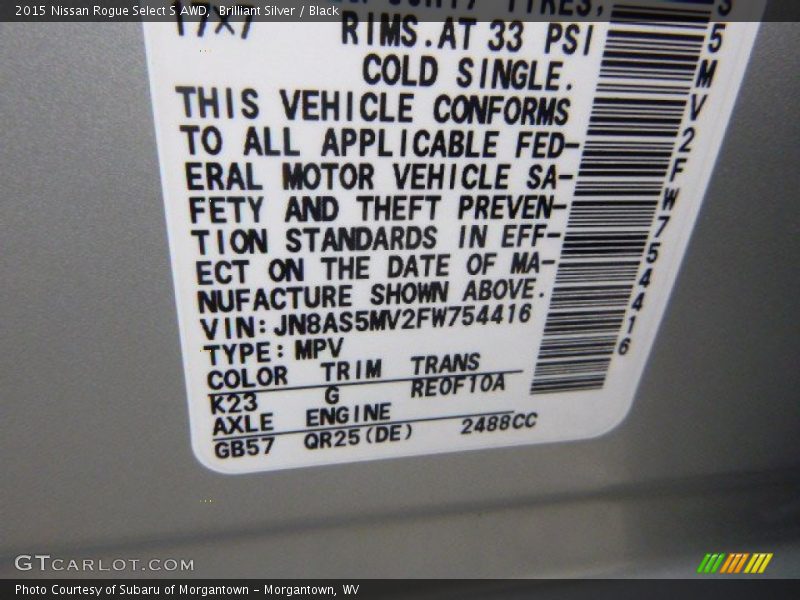 2015 Nissan Rogue Select S AWD, Brilliant Silver / Black
TIRES,
RIMS.AT 33 PSI
COLD SINGLE.
THIS VEHICLE CONFORMS
TO ALL APPLICABLE FED-
ERAL MOTOR VEHICLE SA-
FETY AND THEFT PREVEN-
TION STANDARDS IN EFF-
ECT ON THE DATE OF MA-
NUFACTURE SHOWN ABOVE.
VIN:JN8AS5MV2FW754416
TYPE:MPV
COLOR TRIM TRANS
K23 G RE0F10A
AXLE ENGINE
GB57 QR25(DE) 2488CC
S5MV2FW754416
GTCARLOT.COM
Photo Courtesy of Subaru of Morgantown - Morgantown, WV